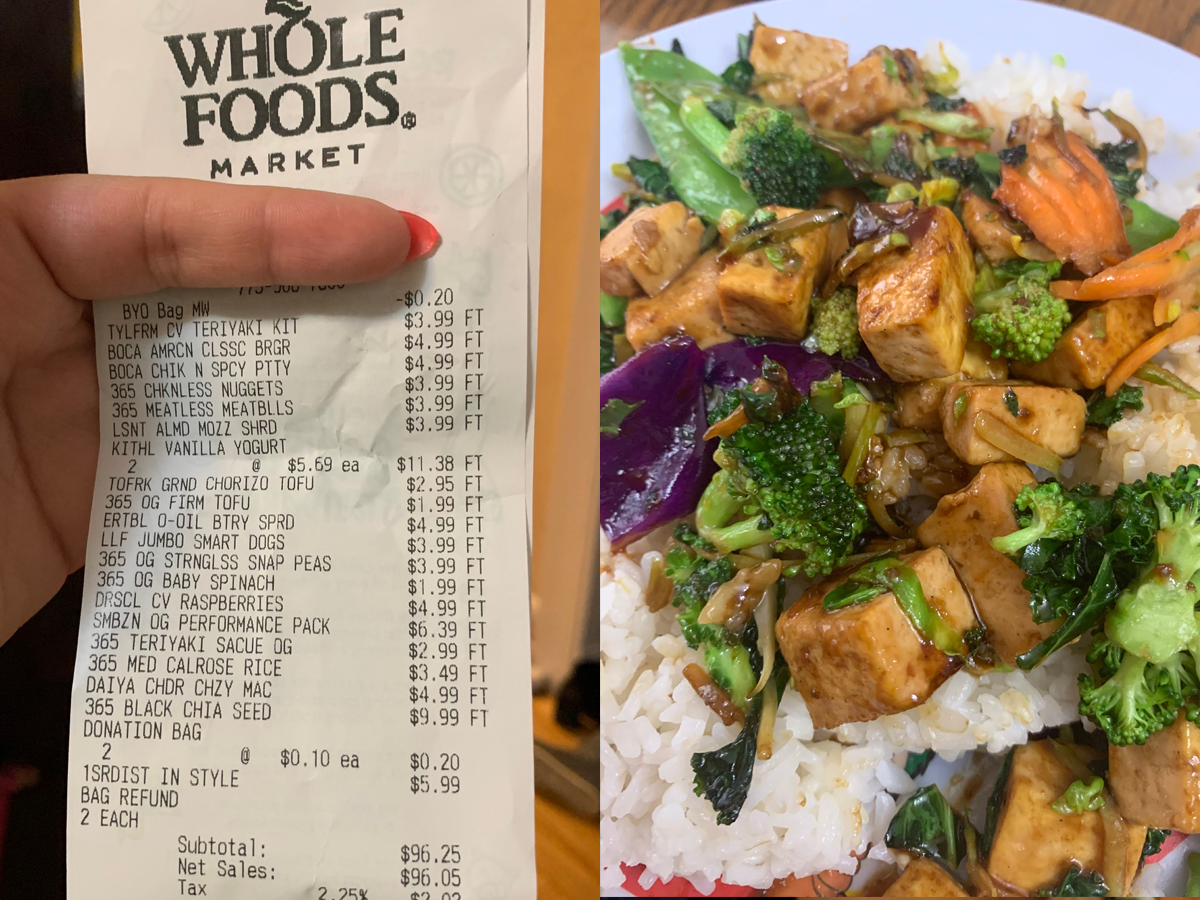 WHOLE
FOODS®
MARKET
BYO Bag MW -$0.20
TYLFRM CV TERIYAKI KIT $3.99 FT
BOCA AMRCN CLSSC BRGR $4.99 FT
BOCA CHIK N SPCY PTTY $4.99 FT
365 CHKNLESS NUGGETS $3.99 FT
365 MEATLESS MEATBLLS $3.99 FT
LSNT ALMD MOZZ SHRD $3.99 FT
KITHL VANILLA YOGURT
2 @ $5.69 ea $11.38 FT
TOFRK GRND CHORIZO TOFU $2.95 FT
365 OG FIRM TOFU $1.99 FT
ERTBL O-OIL BTRY SPRD $4.99 FT
LLF JUMBO SMART DOGS $3.99 FT
365 OG STRNGLSS SNAP PEAS $3.99 FT
365 OG BABY SPINACH $1.99 FT
DRSCL CV RASPBERRIES $4.99 FT
SMBZN OG PERFORMANCE PACK $6.39 FT
365 TERIYAKI SACUE OG $2.99 FT
365 MED CALROSE RICE $3.49 FT
DAIYA CHDR CHZY MAC $4.99 FT
365 BLACK CHIA SEED $9.99 FT
DONATION BAG
2 @ $0.10 ea $0.20
1SRDIST IN STYLE $5.99
BAG REFUND
2 EACH
Subtotal: $96.25
Net Sales: $96.05
Tax 2.25%